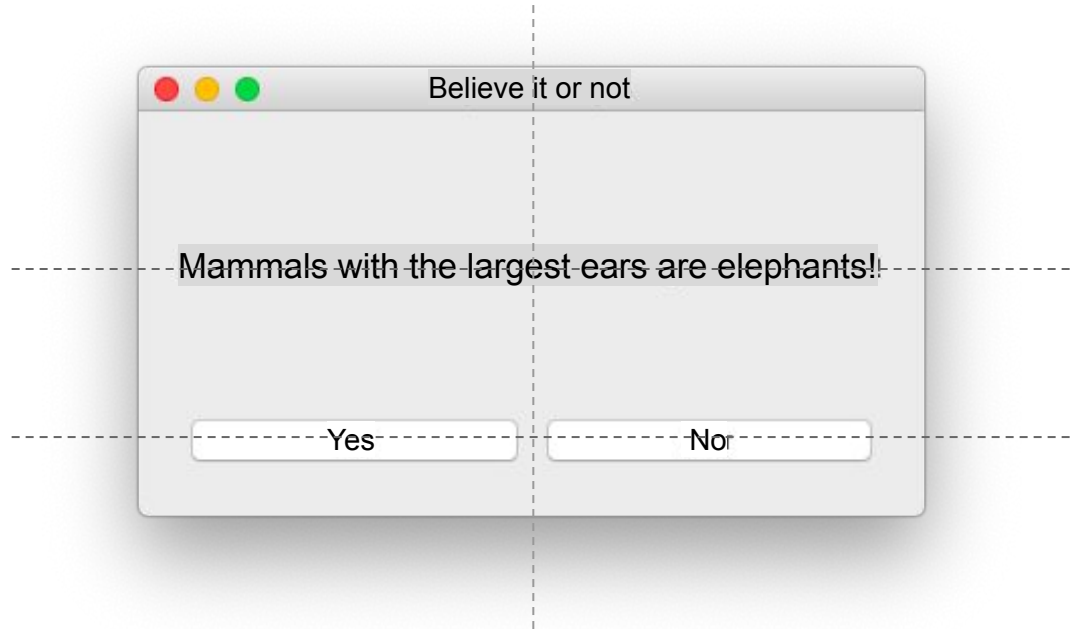 Believe it or not
Mammals with the largest ears are elephants!
Yes
No